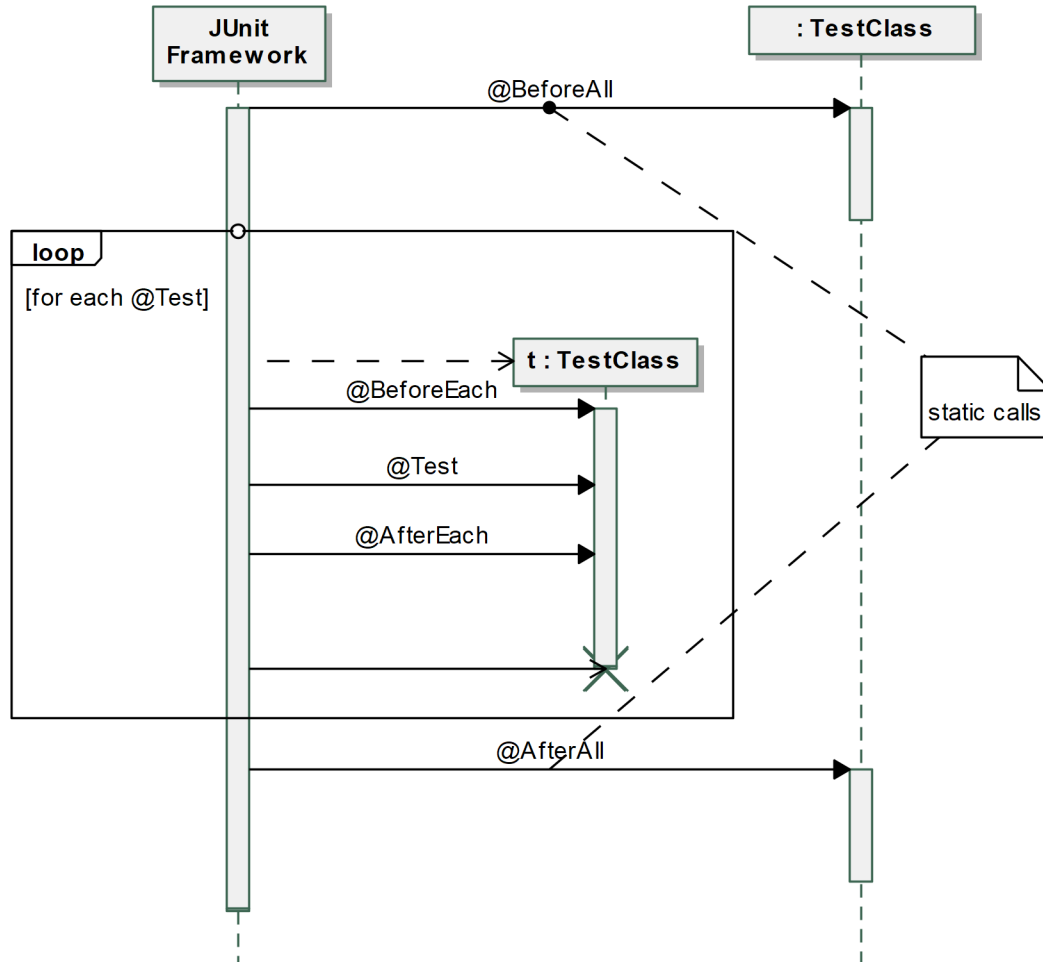 JUnit
Framework
: TestClass
@BeforeAll
loop
[for each @Test]
t : TestClass
@BeforeEach
static calls
@Test
@AfterEach
@AfterAll